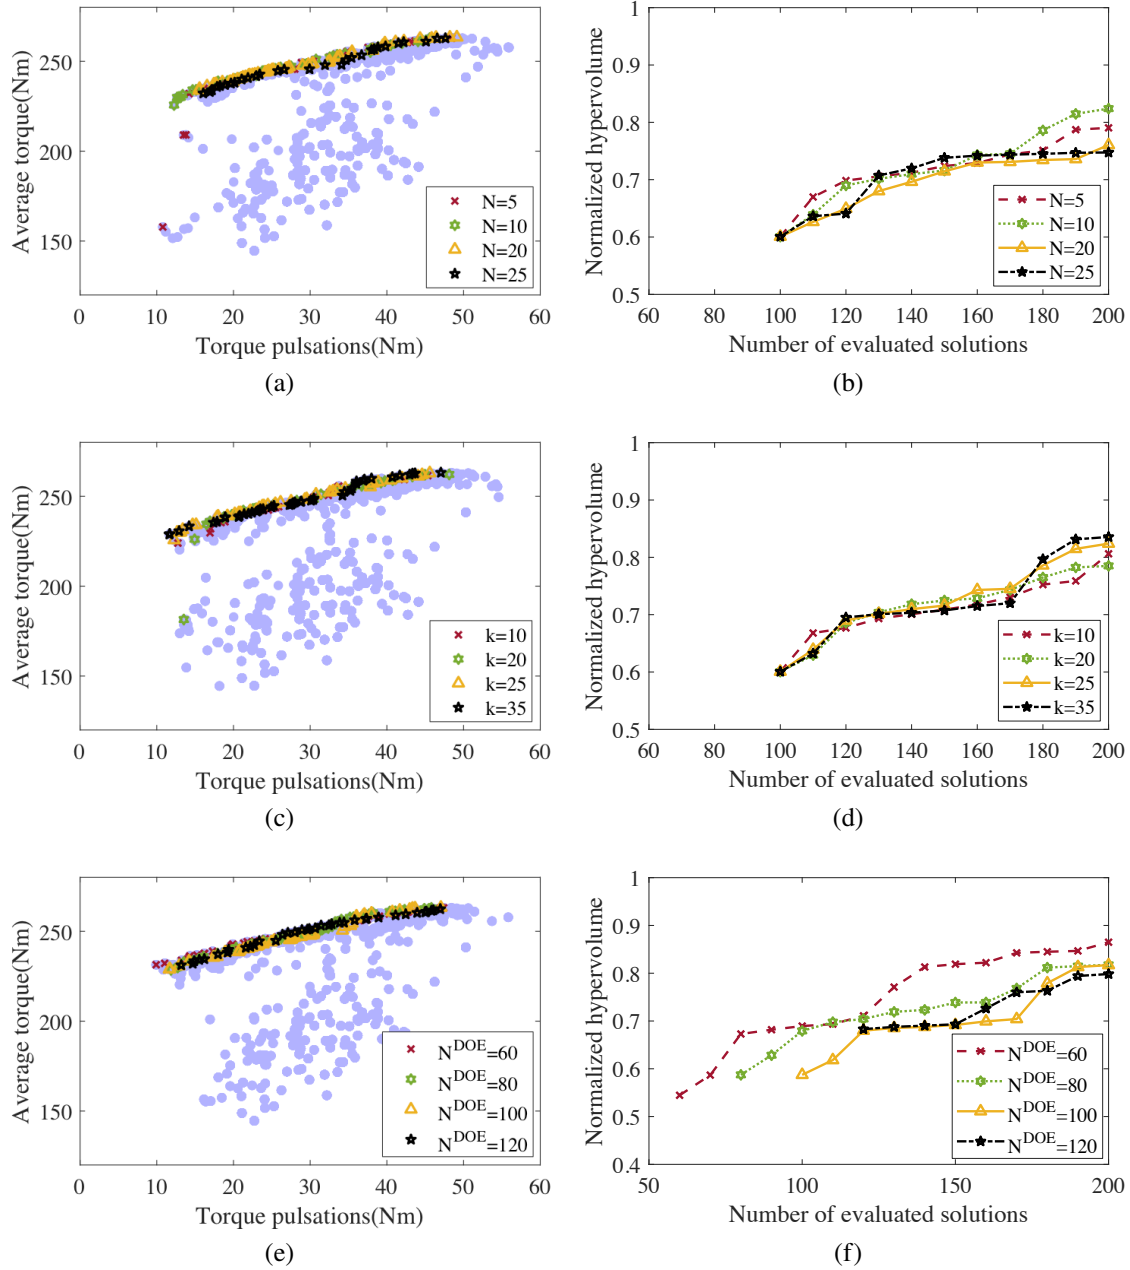 Average torque(Nm)
250
200
150
0
10
20
30
40
50
60
N=5
N=10
N=20
N=25
Torque pulsations(Nm)
(a)
Normalized hypervolume
1
0.9
0.8
0.7
0.6
0.5
60
80
100
120
140
160
180
200
N=5
N=10
N=20
N=25
Number of evaluated solutions
(b)
Average torque(Nm)
250
200
150
0
10
20
30
40
50
60
k=10
k=20
k=25
k=35
Torque pulsations(Nm)
(c)
Normalized hypervolume
1
0.9
0.8
0.7
0.6
0.5
60
80
100
120
140
160
180
200
k=10
k=20
k=25
k=35
Number of evaluated solutions
(d)
Average torque(Nm)
250
200
150
0
10
20
30
40
50
60
N^DOE=60
N^DOE=80
N^DOE=100
N^DOE=120
Torque pulsations(Nm)
(e)
Normalized hypervolume
1
0.9
0.8
0.7
0.6
0.5
0.4
50
100
150
200
N^DOE=60
N^DOE=80
N^DOE=100
N^DOE=120
Number of evaluated solutions
(f)